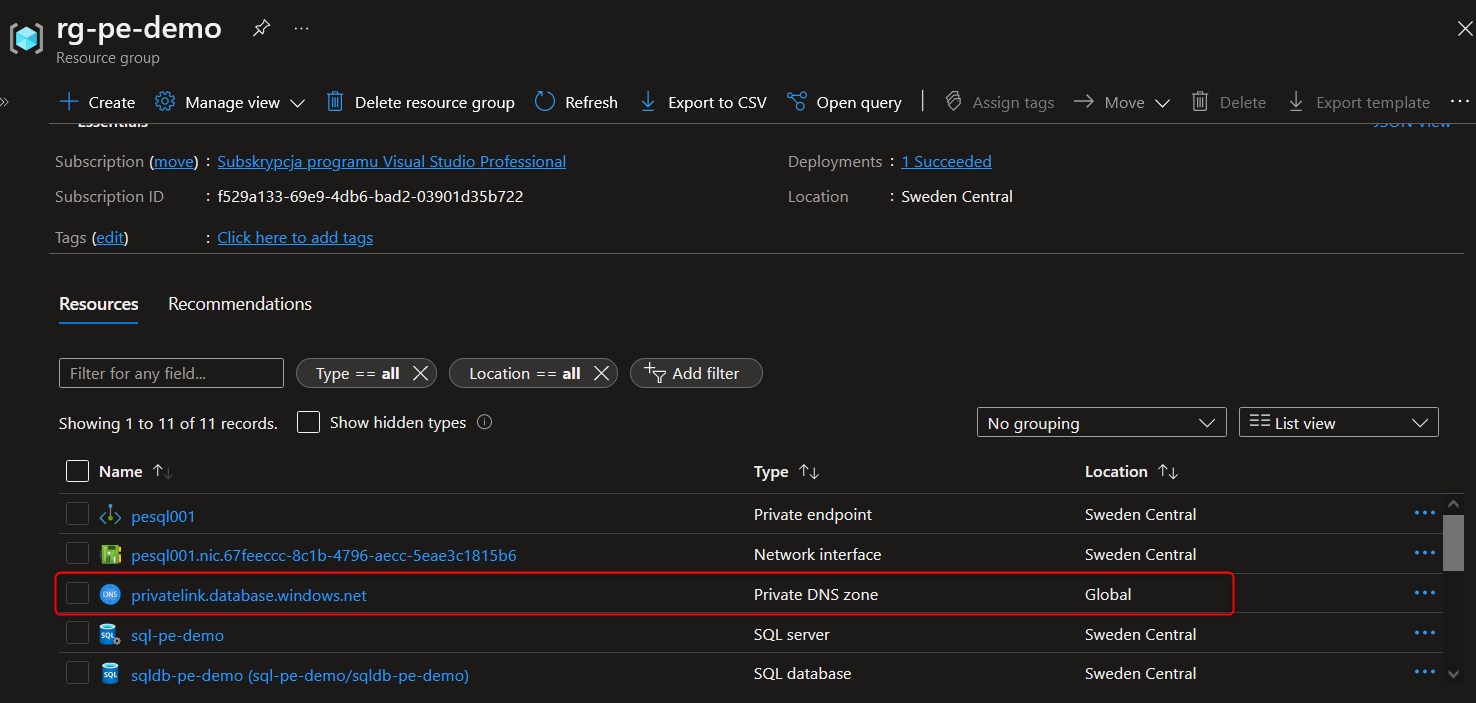 rg-pe-demo
Resource group
Create Manage view Delete resource group Refresh Export to CSV Open query Assign tags Move Delete Export template
Essentials JSON View
Subscription (move) : Subskrypcja programu Visual Studio Professional Deployments : 1 Succeeded
Subscription ID : f529a133-69e9-4db6-bad2-03901d35b722 Location : Sweden Central
Tags (edit) : Click here to add tags
Resources Recommendations
Filter for any field... Type == all Location == all Add filter
Showing 1 to 11 of 11 records. Show hidden types No grouping List view
Name Type Location
pesql001 Private endpoint Sweden Central
pesql001.nic.67feeccc-8c1b-4796-aecc-5eae3c1815b6 Network interface Sweden Central
DNS privatelink.database.windows.net Private DNS zone Global
SQL sql-pe-demo SQL server Sweden Central
SQL sqldb-pe-demo (sql-pe-demo/sqldb-pe-demo) SQL database Sweden Central